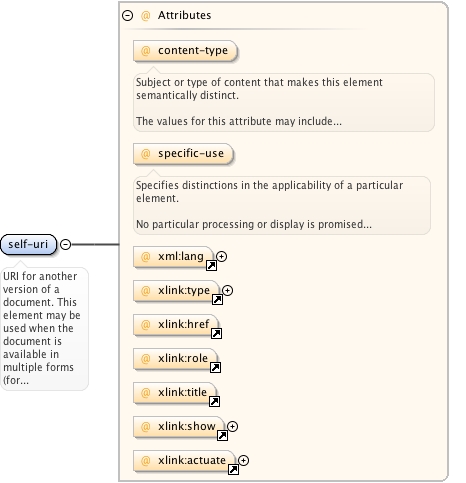 @ Attributes
@ content-type
Subject or type of content that makes this element
semantically distinct.
The values for this attribute may include...
@ specific-use
Specifies distinctions in the applicability of a particular
element.
No particular processing or display is promised...
self-uri
URI for another
version of a
document. This
element may be
used when the
document is
available in
multiple forms
(for...
@ xml:lang
@ xlink:type
@ xlink:href
@ xlink:role
@ xlink:title
@ xlink:show
@ xlink:actuate